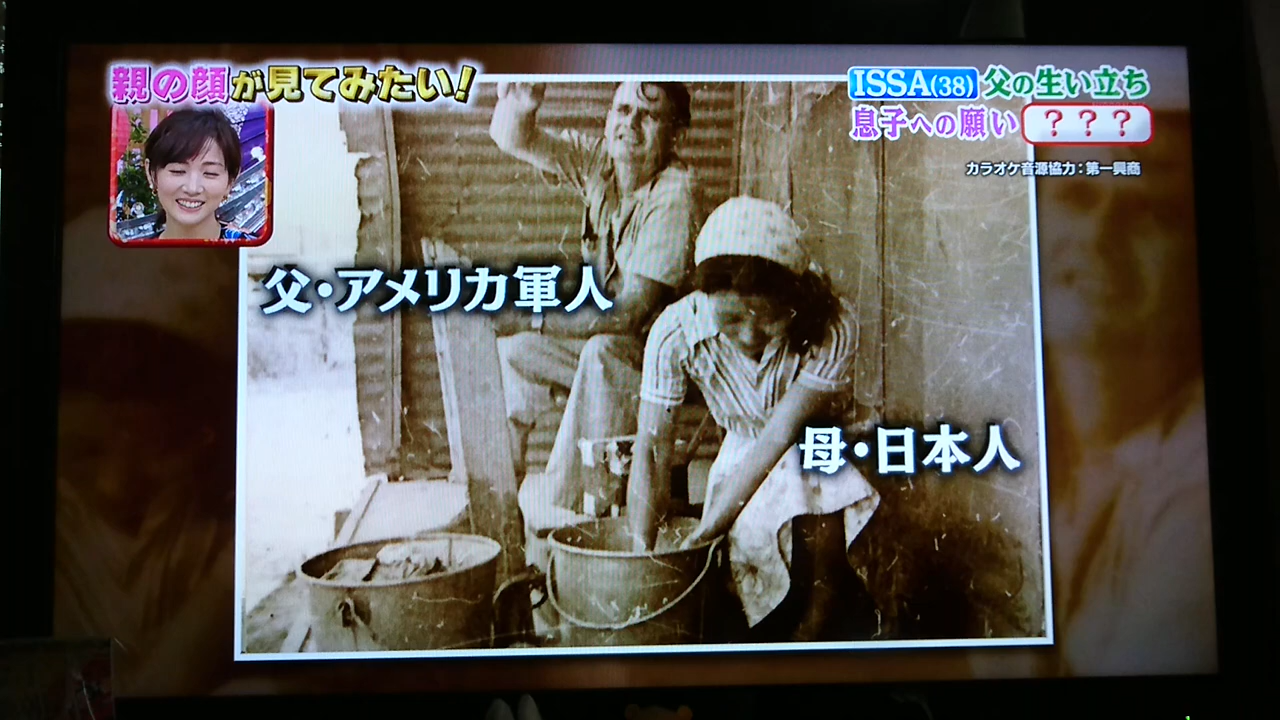 親の顔が見てみたい!
ISSA(38) 父の生い立ち
息子への願い ???
カラオケ音源協力:第一興商
父・アメリカ軍人
母・日本人